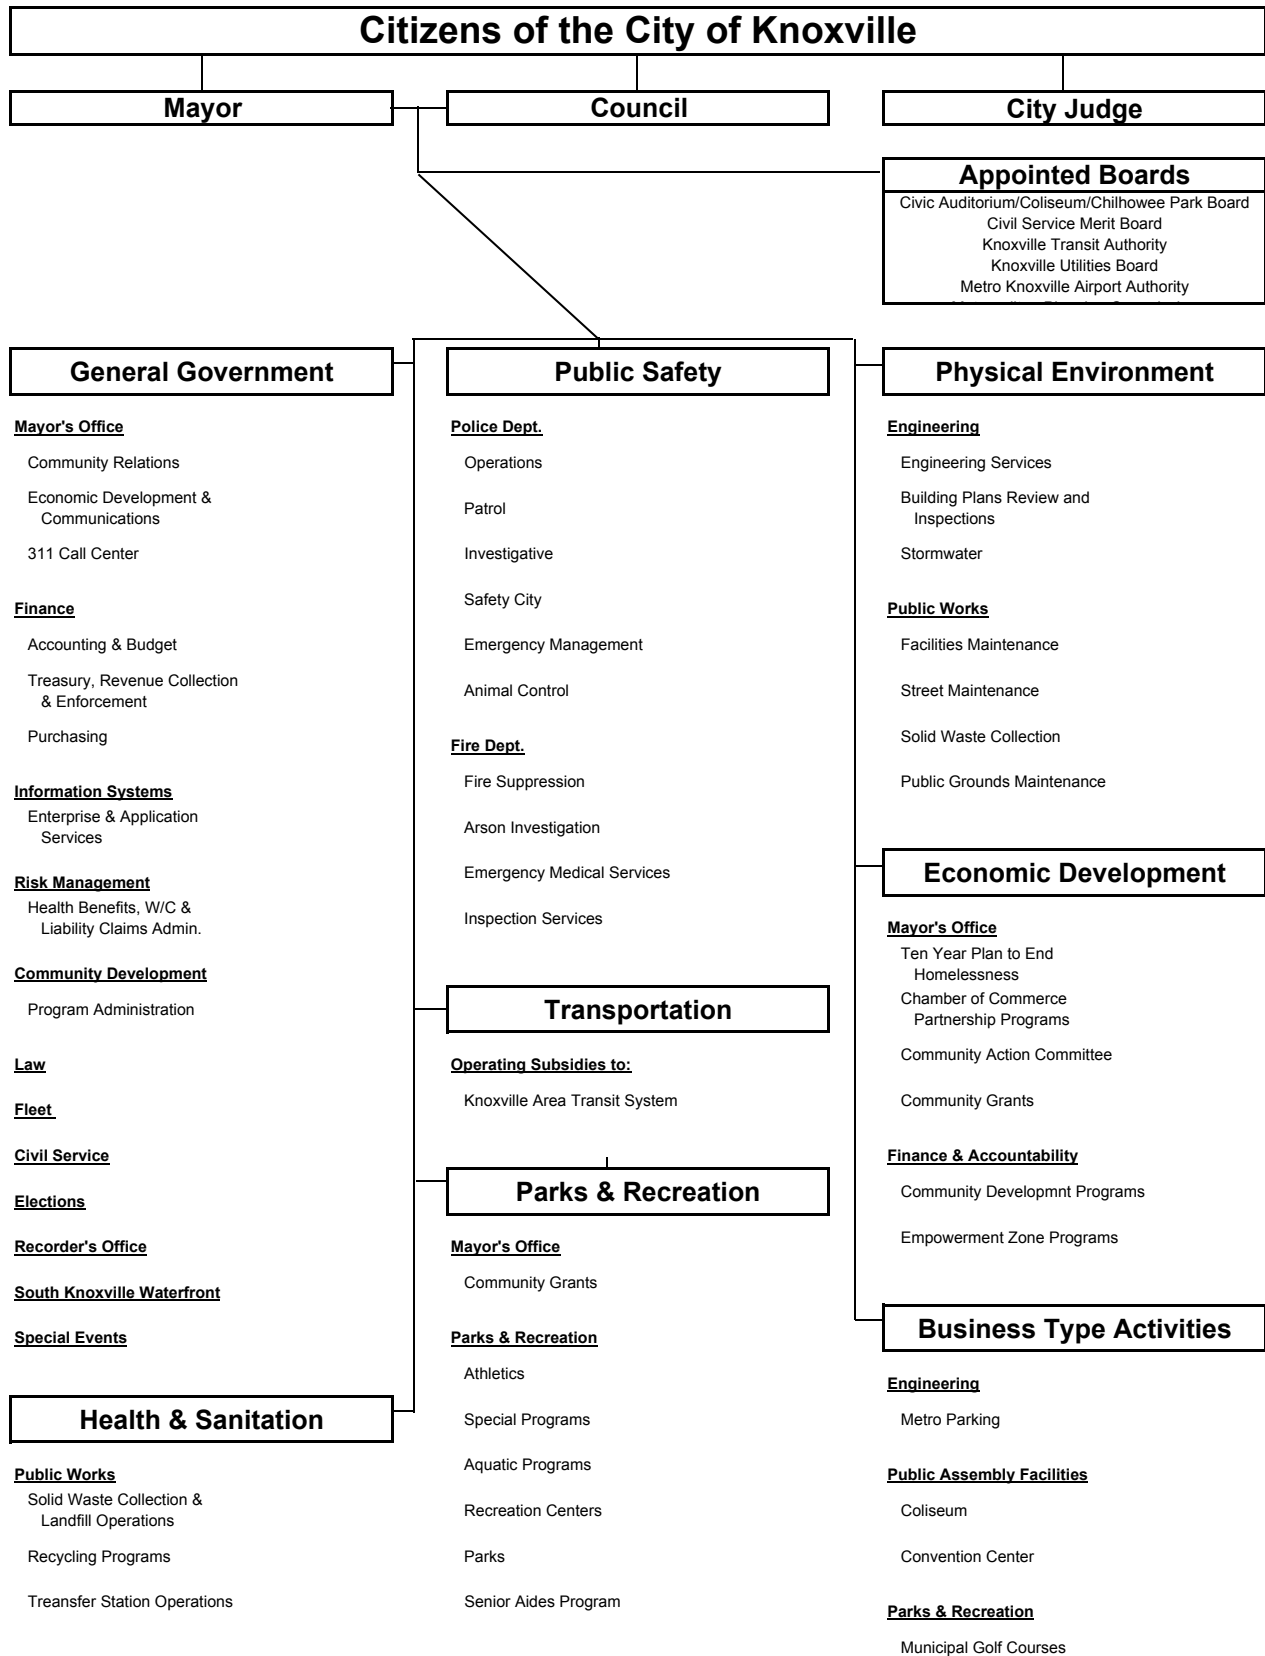 Citizens of the City of Knoxville
Mayor
Council
City Judge
Appointed Boards
Civic Auditorium/Coliseum/Chilhowee Park Board
Civil Service Merit Board
Knoxville Transit Authority
Knoxville Utilities Board
Metro Knoxville Airport Authority
General Government
Mayor's Office
Community Relations
Economic Development &
Communications
311 Call Center
Finance
Accounting & Budget
Treasury, Revenue Collection
& Enforcement
Purchasing
Information Systems
Enterprise & Application
Services
Risk Management
Health Benefits, W/C &
Liability Claims Admin.
Community Development
Program Administration
Law
Fleet
Civil Service
Elections
Recorder's Office
South Knoxville Waterfront
Special Events
Health & Sanitation
Public Works
Solid Waste Collection &
Landfill Operations
Recycling Programs
Treansfer Station Operations
Public Safety
Police Dept.
Operations
Patrol
Investigative
Safety City
Emergency Management
Animal Control
Fire Dept.
Fire Suppression
Arson Investigation
Emergency Medical Services
Inspection Services
Transportation
Operating Subsidies to:
Knoxville Area Transit System
Parks & Recreation
Mayor's Office
Community Grants
Parks & Recreation
Athletics
Special Programs
Aquatic Programs
Recreation Centers
Parks
Senior Aides Program
Physical Environment
Engineering
Engineering Services
Building Plans Review and
Inspections
Stormwater
Public Works
Facilities Maintenance
Street Maintenance
Solid Waste Collection
Public Grounds Maintenance
Economic Development
Mayor's Office
Ten Year Plan to End
Homelessness
Chamber of Commerce
Partnership Programs
Community Action Committee
Community Grants
Finance & Accountability
Community Developmnt Programs
Empowerment Zone Programs
Business Type Activities
Engineering
Metro Parking
Public Assembly Facilities
Coliseum
Convention Center
Parks & Recreation
Municipal Golf Courses